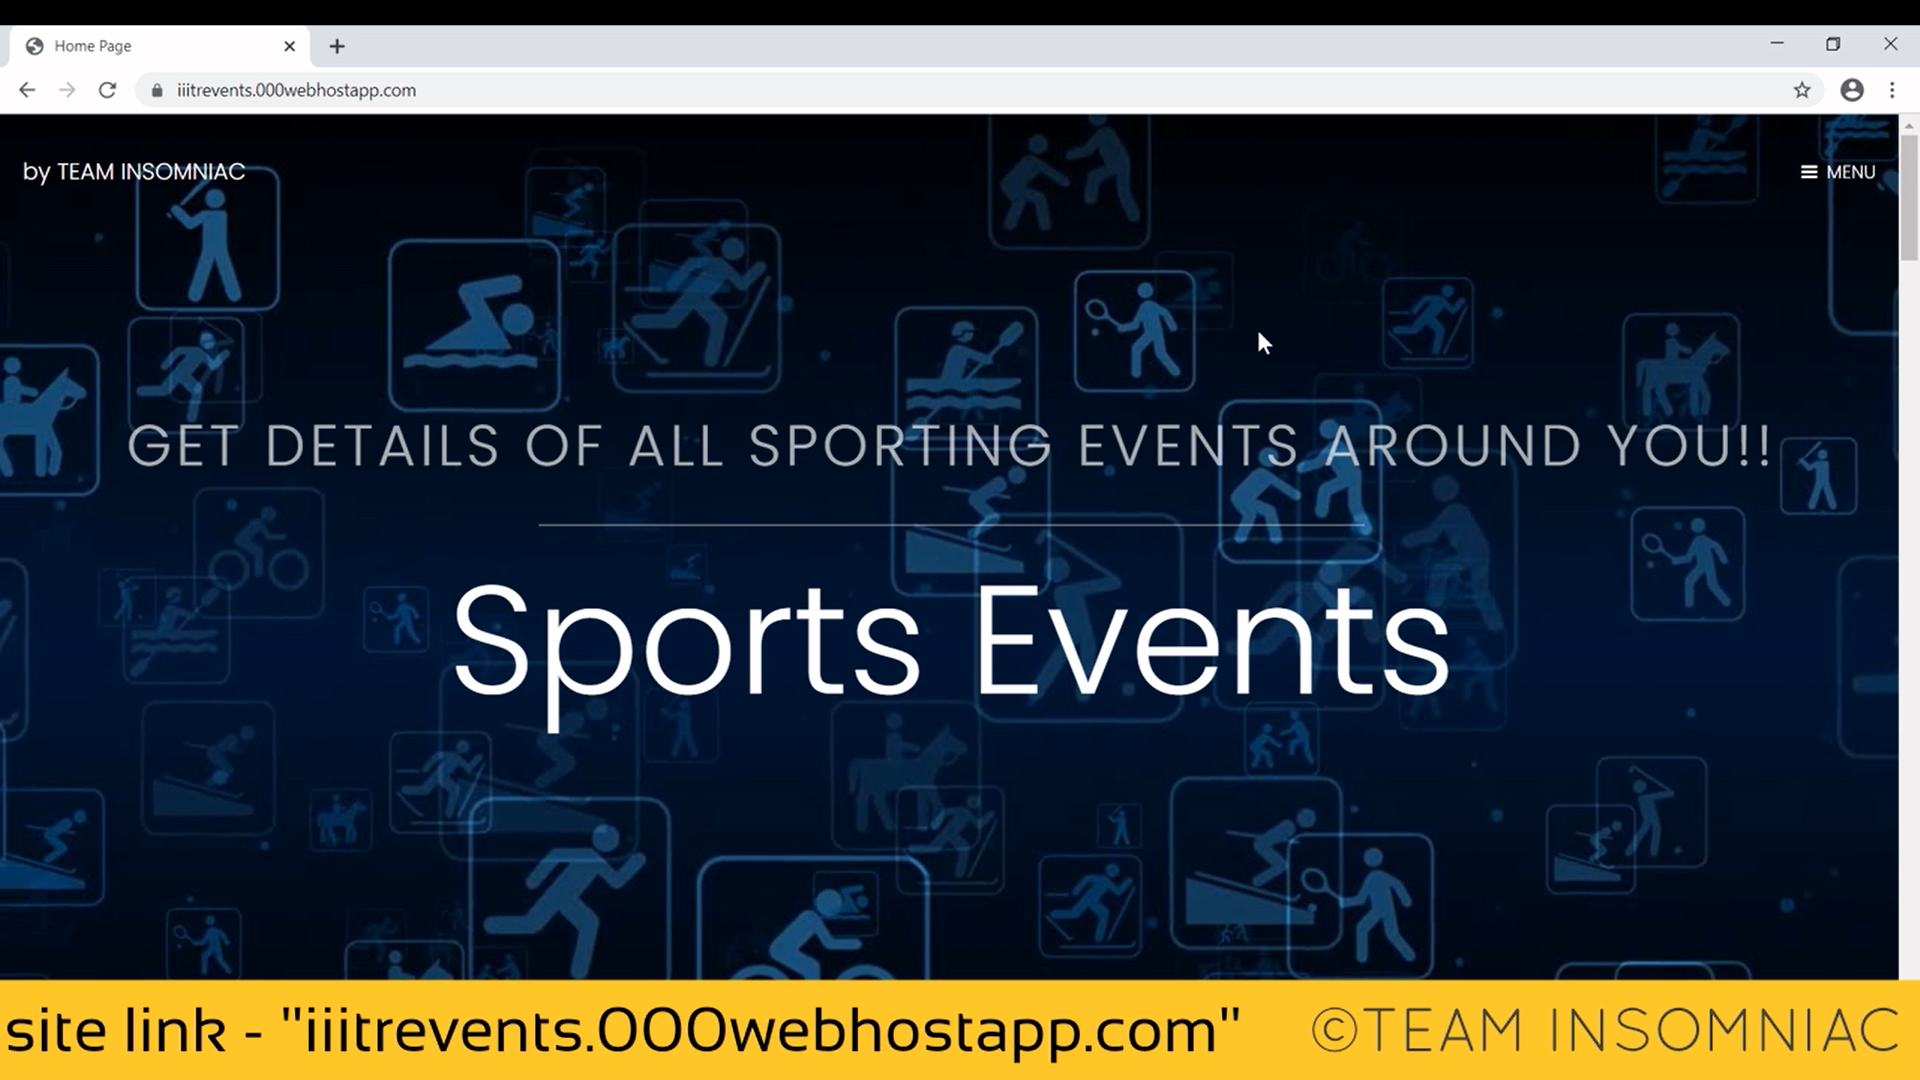 Home Page
iiitrevents.000webhostapp.com
by TEAM INSOMNIAC
MENU
GET DETAILS OF ALL SPORTING EVENTS AROUND YOU!!
Sports Events
site link - "iiitrevents.000webhostapp.com"
©TEAM INSOMNIAC